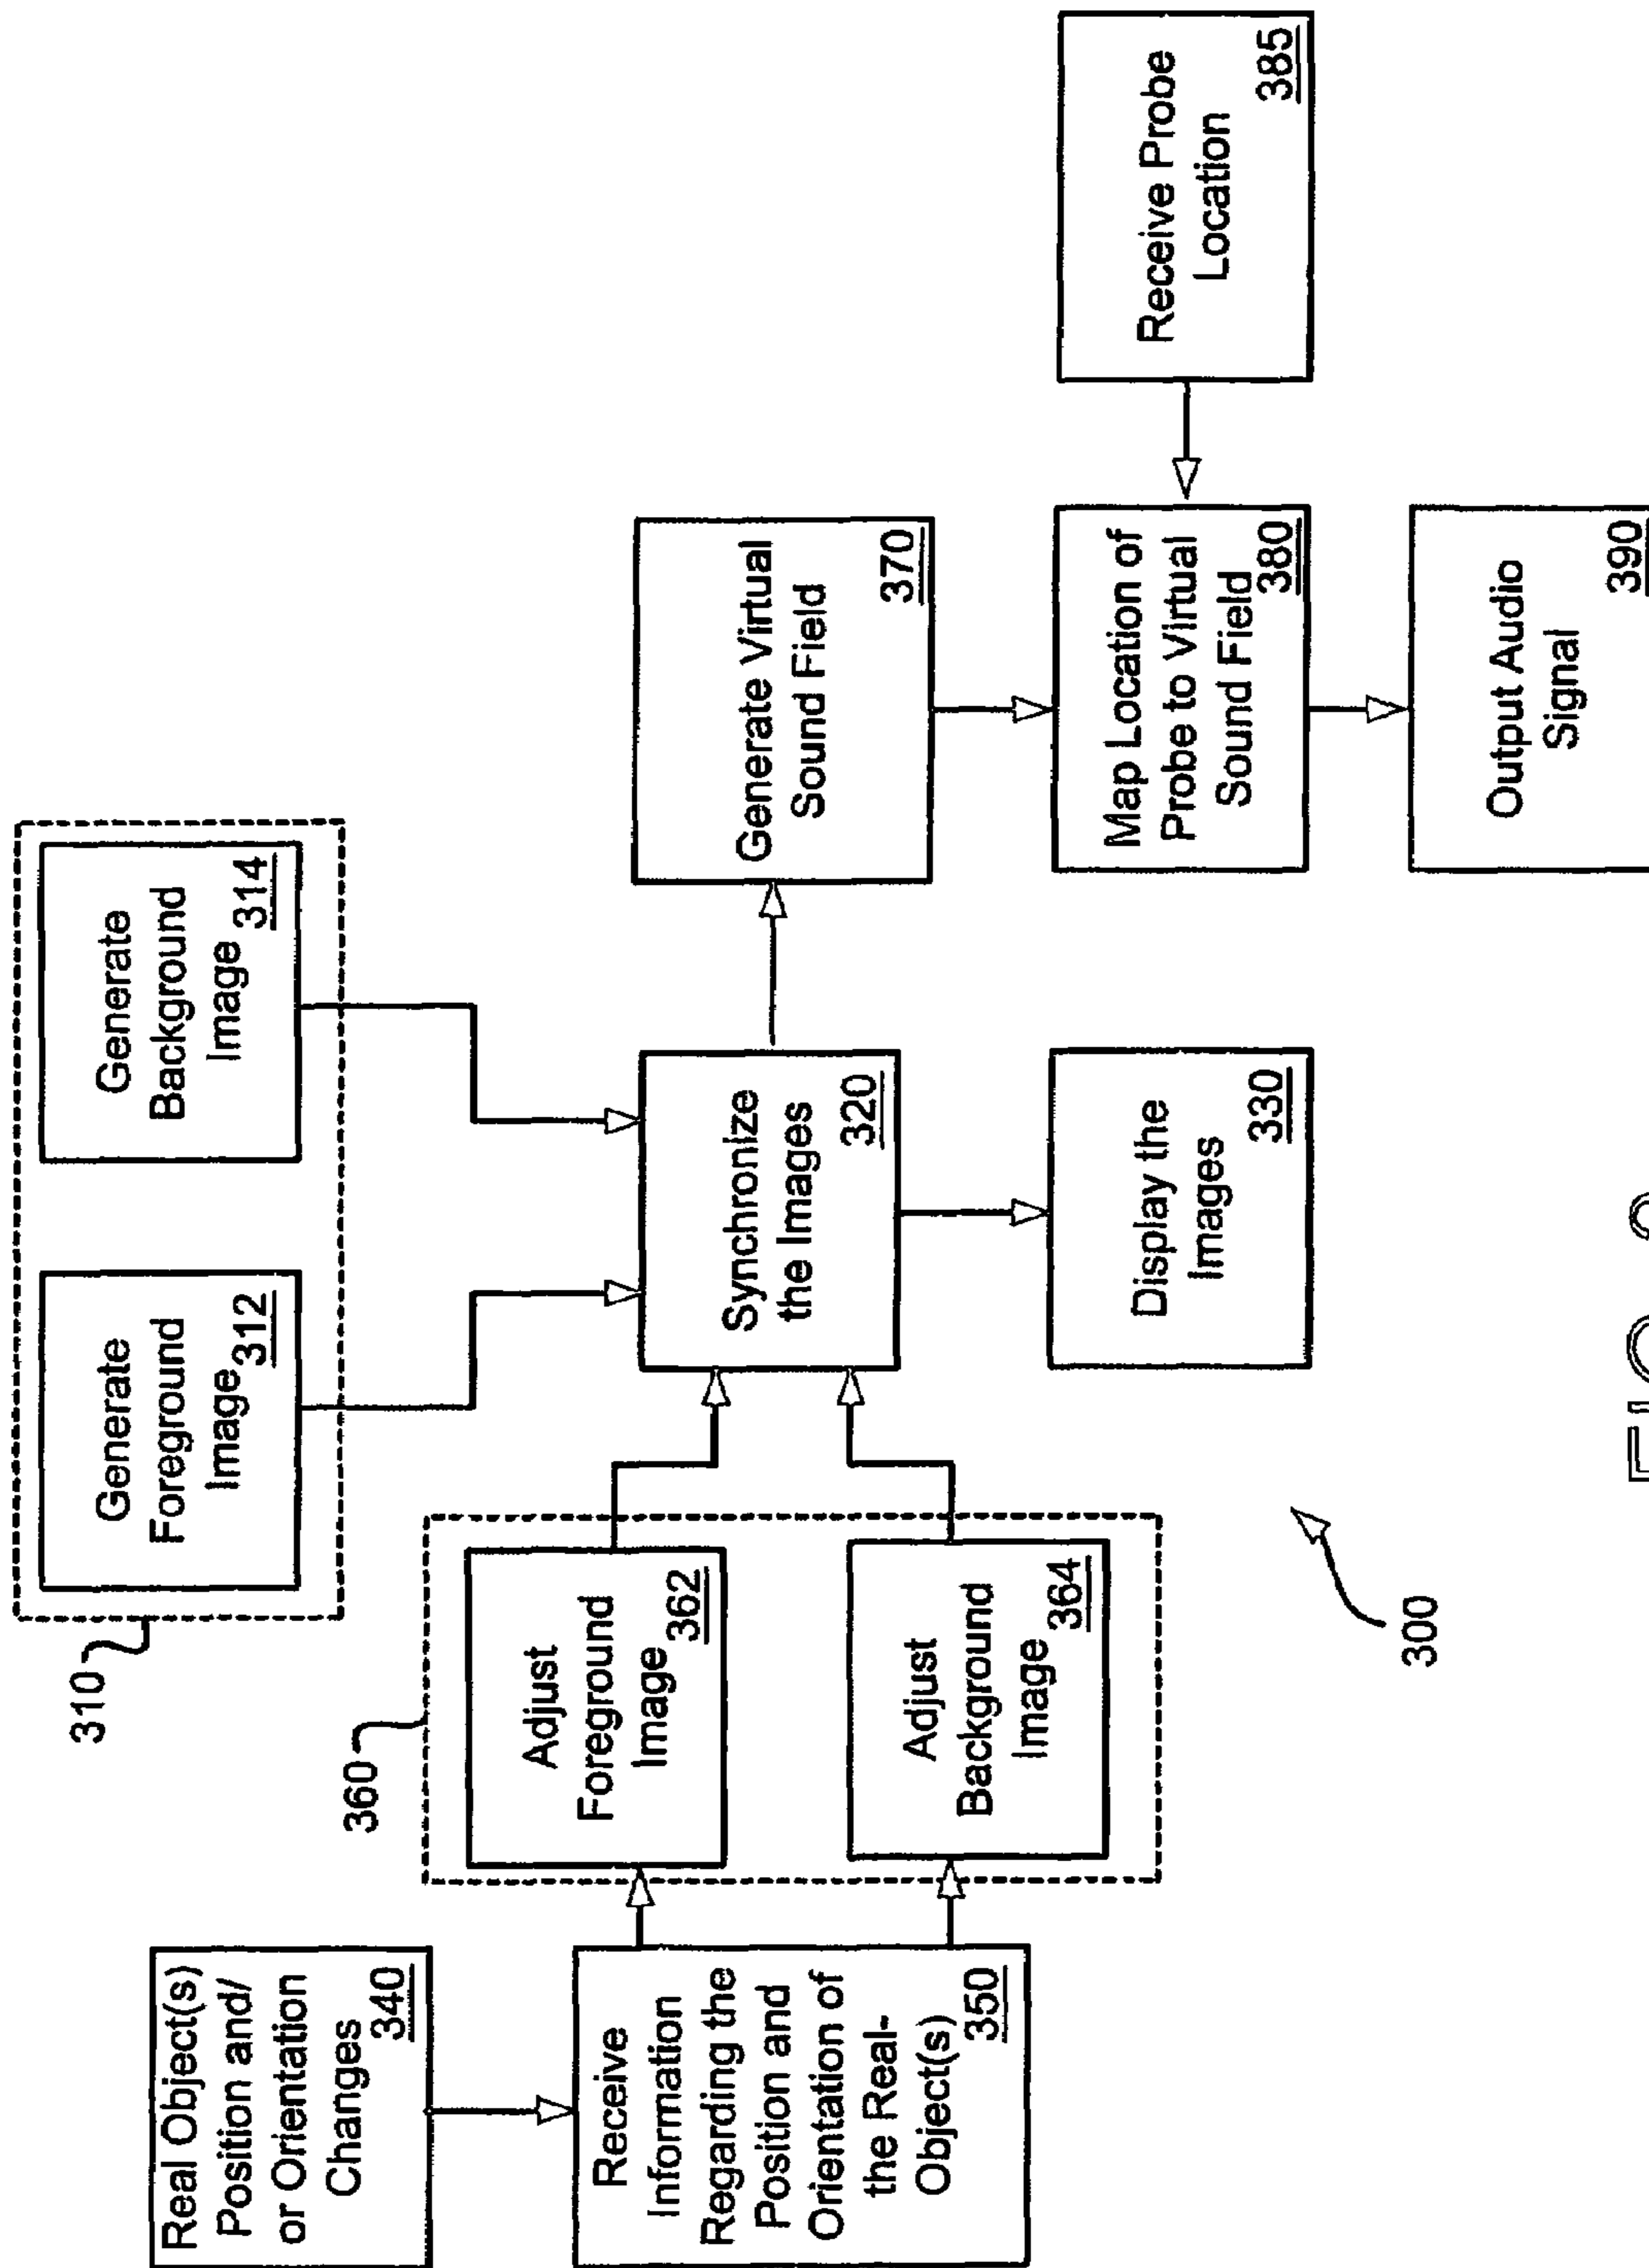 310
Generate
Foreground
Image
312
Generate
Background
Image
314
Real Object(s)
Position and/
or Orientation
Changes
340
360
Receive
Information
Regarding the
Position and
Orientation of
the Real-
Object(s)
350
Adjust
Foreground
Image
362
Adjust
Background
Image
364
Synchronize
the Images
320
Generate Virtual
Sound Field
370
Display the
Images
330
Map Location of
Probe to Virtual
Sound Field
380
Receive Probe
Location
385
Output Audio
Signal
390
300